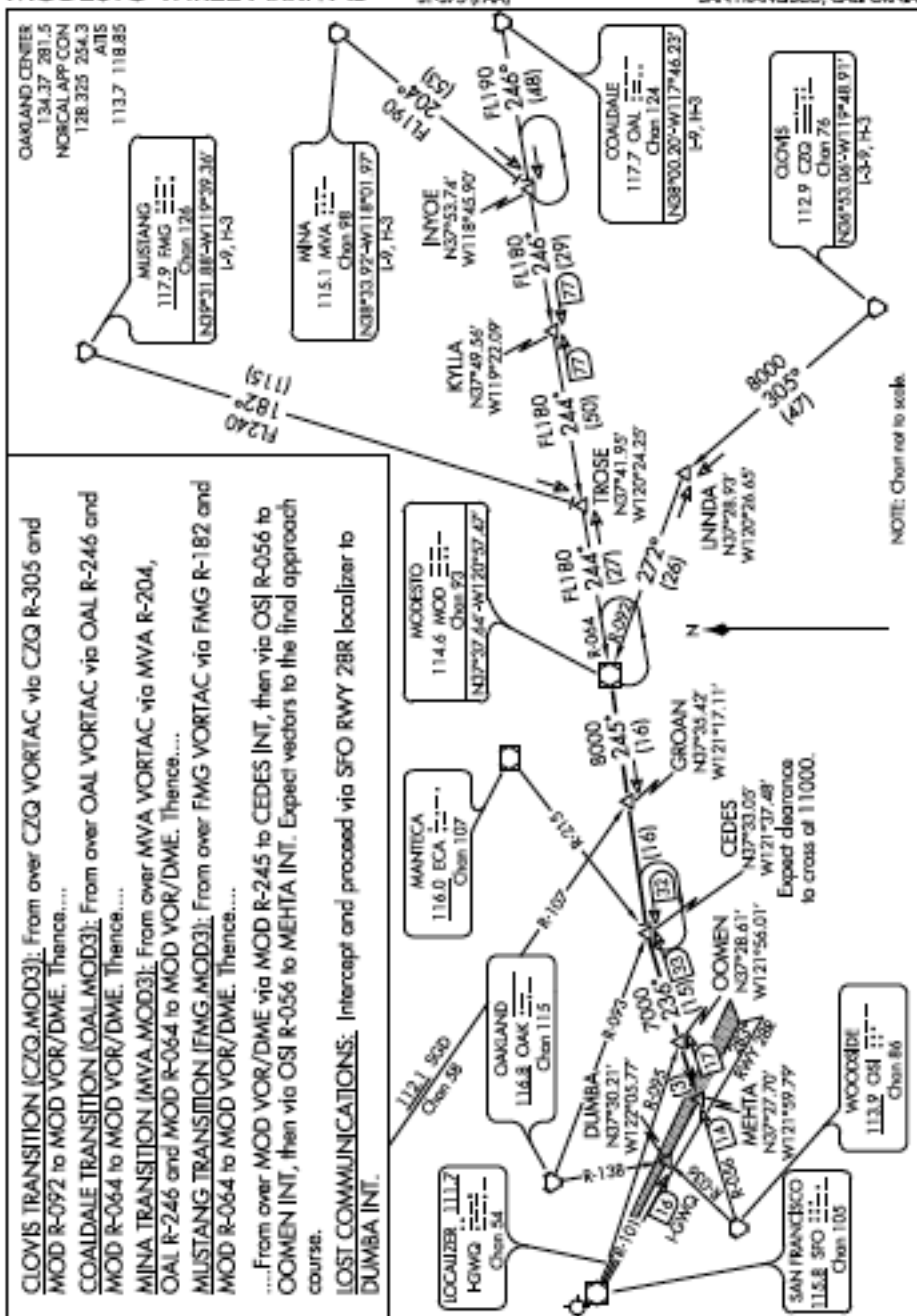 CLOVIS TRANSITION (CZQ.MOD3): From over CZQ VORTAC via CZQ R-305 and
MOD R-092 to MOD VOR/DME. Thence....
COALDALE TRANSITION (OAL.MOD3): From over OAL VORTAC via OAL R-246 and
MOD R-064 to MOD VOR/DME. Thence....
MINA TRANSITION (MVA.MOD3): From over MVA VORTAC via MVA R-204,
OAL R-246 and MOD R-064 to MOD VOR/DME. Thence....
MUSTANG TRANSITION (FMG.MOD3): From over FMG VORTAC via FMG R-182 and
MOD R-064 to MOD VOR/DME. Thence....
....From over MOD VOR/DME via MOD R-245 to CEDES INT, then via OSI R-056 to
OOMEN INT, then via OSI R-056 to MEHTA INT. Expect vectors to the final approach
course.
LOST COMMUNICATIONS: Intercept and proceed via SFO RWY 28R localizer to
DUMBA INT.
OAKLAND CENTER
134.37 281.5
NORCAL APP CON
128.325 254.3
ATIS
113.7 118.85
MUSTANG
117.9 FMG
Chan 126
N39°31.88'-W119°39.36'
L-9, H-3
MINA
115.1 MVA
Chan 98
N38°33.92'-W118°01.97'
L-9, H-3
COALDALE
117.7 OAL
Chan 124
N38°00.20'-W117°46.23'
L-9, H-3
CLOVIS
112.9 CZQ
Chan 76
N36°53.06'-W119°48.91'
L-3-9, H-3
FL240
182°
(115)
FL190
204°
(53)
FL190
246°
(48)
INYOE
N37°53.74'
W118°45.90'
FL180
246°
(29)
77
KYLLA
N37°49.56'
W119°22.09'
77
FL180
244°
(50)
TROSE
N37°41.95'
W120°24.25'
FL180
244°
(27)
R-064
R-092
8000
305°
(47)
LNNDA
N37°28.93'
W120°26.65'
272°
(26)
MODESTO
114.6 MOD
Chan 93
N37°37.64'-W120°57.47'
N
NOTE: Chart not to scale.
8000
245°
(16)
GROAN
N37°35.42'
W121°17.11'
MANTECA
116.0 ECA
Chan 107
R-215
R-107
112.1 SGD
Chan 58
(16)
32
CEDES
N37°33.05'
W121°37.48'
Expect clearance
to cross at 11000.
OAKLAND
116.8 OAK
Chan 115
R-093
7000
236°
(15)
33
OOMEN
N37°28.61'
W121°56.01'
DUMBA
N37°30.21'
W122°05.77'
R-095
(3)
17
RWY 28R
MEHTA
N37°27.70'
W121°59.79'
14
R-138
R-056
R-039
R-101
I-GWQ
WOODSIDE
113.9 OSI
Chan 86
LOCALIZER 111.7
I-GWQ
Chan 54
SAN FRANCISCO
115.8 SFO
Chan 105